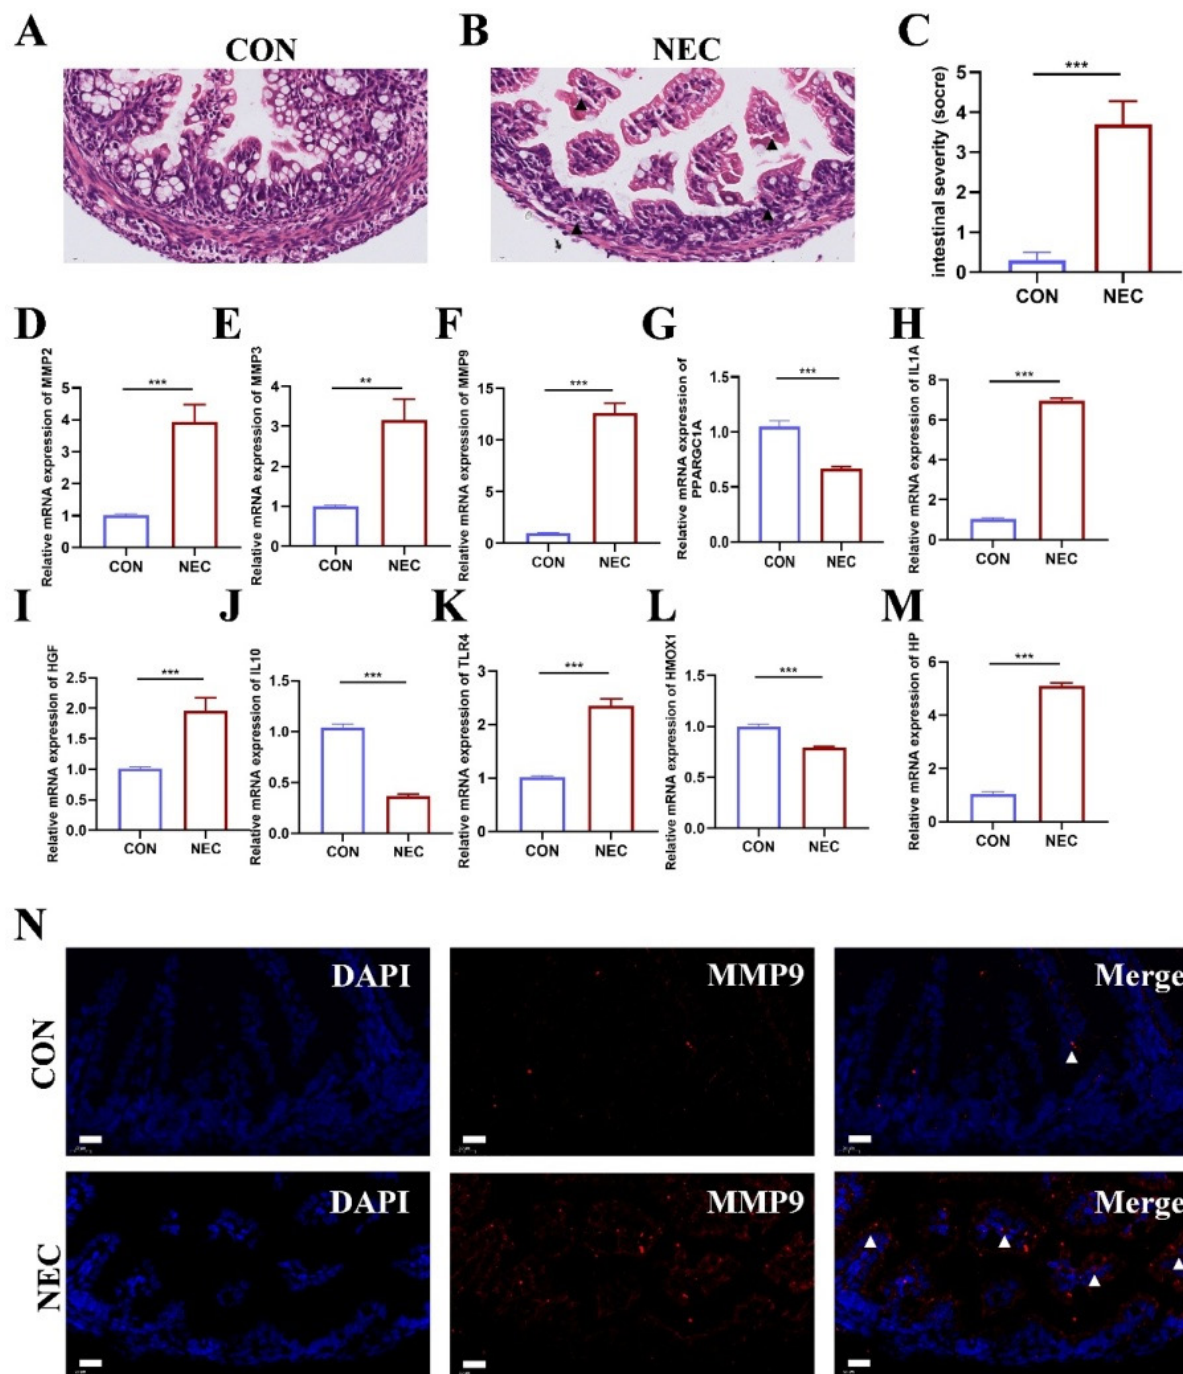 A
CON
B
NEC
C
intestinal severity (socre)
5
4
3
2
1
0
***
CON
NEC
D
Relative mRNA expression of MMP2
5
4
3
2
1
0
***
CON
NEC
E
Relative mRNA expression of MMP3
4
3
2
1
0
**
CON
NEC
F
Relative mRNA expression of MMP9
15
10
5
0
***
CON
NEC
G
Relative mRNA expression of
PPARGC1A
1.5
1.0
0.5
0.0
***
CON
NEC
H
Relative mRNA expression of IL1A
8
6
4
2
0
***
CON
NEC
I
Relative mRNA expression of HGF
2.5
2.0
1.5
1.0
0.5
0.0
***
CON
NEC
J
Relative mRNA expression of IL10
1.5
1.0
0.5
0.0
***
CON
NEC
K
Relative mRNA expression of TLR4
3
2
1
0
***
CON
NEC
L
Relative mRNA expression of HMOX1
1.5
1.0
0.5
0.0
***
CON
NEC
M
Relative mRNA expression of HP
6
4
2
0
***
CON
NEC
N
CON
DAPI
MMP9
Merge
NEC
DAPI
MMP9
Merge